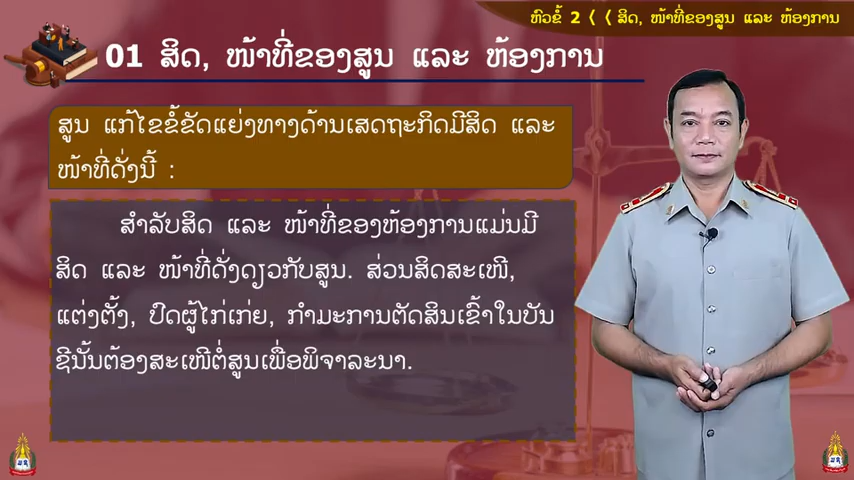 ຫົວຂໍ້ 2 ⟨ ⟨ ສິດ, ໜ້າທີ່ຂອງສູນ ແລະ ຫ້ອງການ
01 ສິດ, ໜ້າທີ່ຂອງສູນ ແລະ ຫ້ອງການ
ສູນ ແກ້ໄຂຂໍ້ຂັດແຍ່ງທາງດ້ານເສດຖະກິດມີສິດ ແລະ
ໜ້າທີ່ດັ່ງນີ້ :
ສຳລັບສິດ ແລະ ໜ້າທີ່ຂອງຫ້ອງການແມ່ນມີ
ສິດ ແລະ ໜ້າທີ່ດັ່ງດຽວກັບສູນ. ສ່ວນສິດສະເໜີ,
ແຕ່ງຕັ້ງ, ປົດຜູ້ໄກ່ເກ່ຍ, ກຳມະການຕັດສິນເຂົ້າໃນບັນ
ຊີນັ້ນຕ້ອງສະເໜີຕໍ່ສູນເພື່ອພິຈາລະນາ.